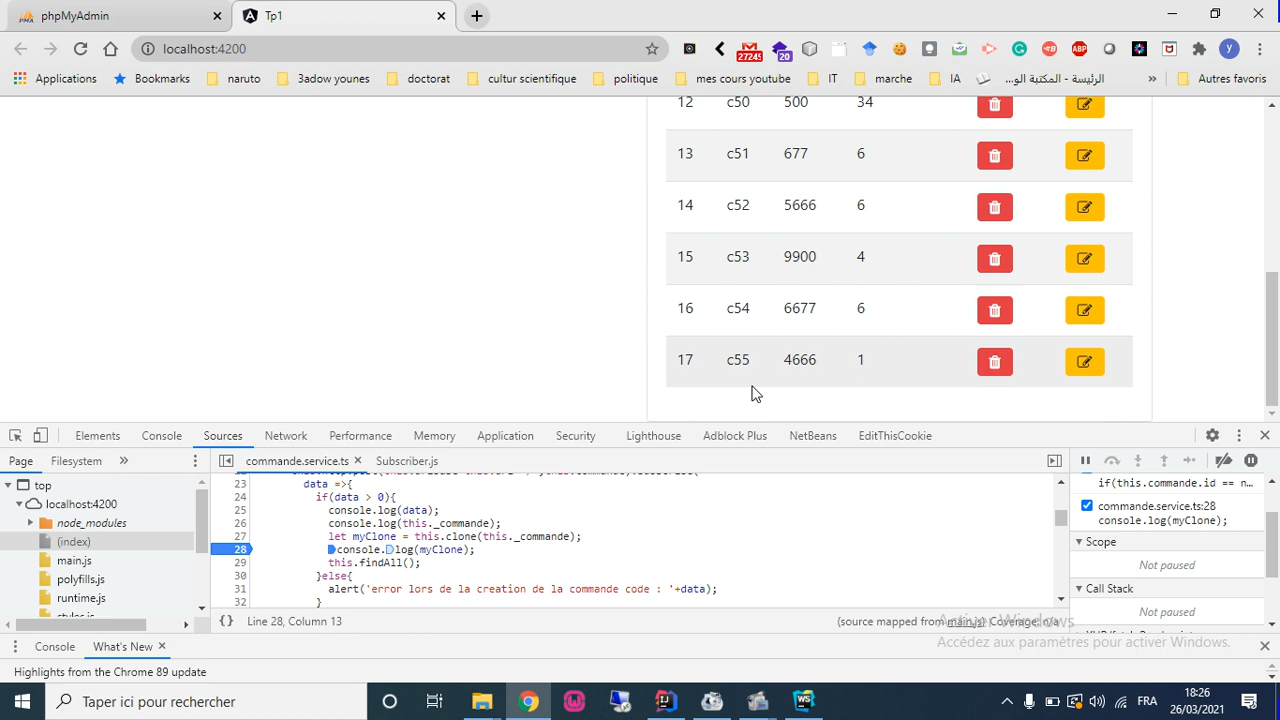 phpMyAdmin
Tp1
localhost:4200
27245
20
ABP
y
Applications
Bookmarks
naruto
3adow younes
doctorat
cultur scientifique
politique
mes cours youtube
IT
marche
IA
الرئيسة - المكتبة الو...
»
Autres favoris
12 c50 500 34
13 c51 677 6
14 c52 5666 6
15 c53 9900 4
16 c54 6677 6
17 c55 4666 1
Elements Console Sources Network Performance Memory Application Security Lighthouse Adblock Plus NetBeans EditThisCookie
Page Filesystem »
commande.service.ts
Subscriber.js
top
localhost:4200
node_modules
(index)
main.js
polyfills.js
runtime.js
styles.js
23 data =>{
24 if(data > 0){
25 console.log(data);
26 console.log(this._commande);
27 let myClone = this.clone(this._commande);
28 console.log(myClone);
29 this.findAll();
30 }else{
31 alert('error lors de la creation de la commande code : '+data);
32 }
{ } Line 28, Column 13
(source mapped from main.js) Coverage: n/a
if(this.commande.id == n…
commande.service.ts:28
console.log(myClone);
Scope
Not paused
Call Stack
Not paused
Activer Windows
Accédez aux paramètres pour activer Windows.
Console
What's New
Highlights from the Chrome 89 update
Taper ici pour rechercher
FRA
18:26
26/03/2021